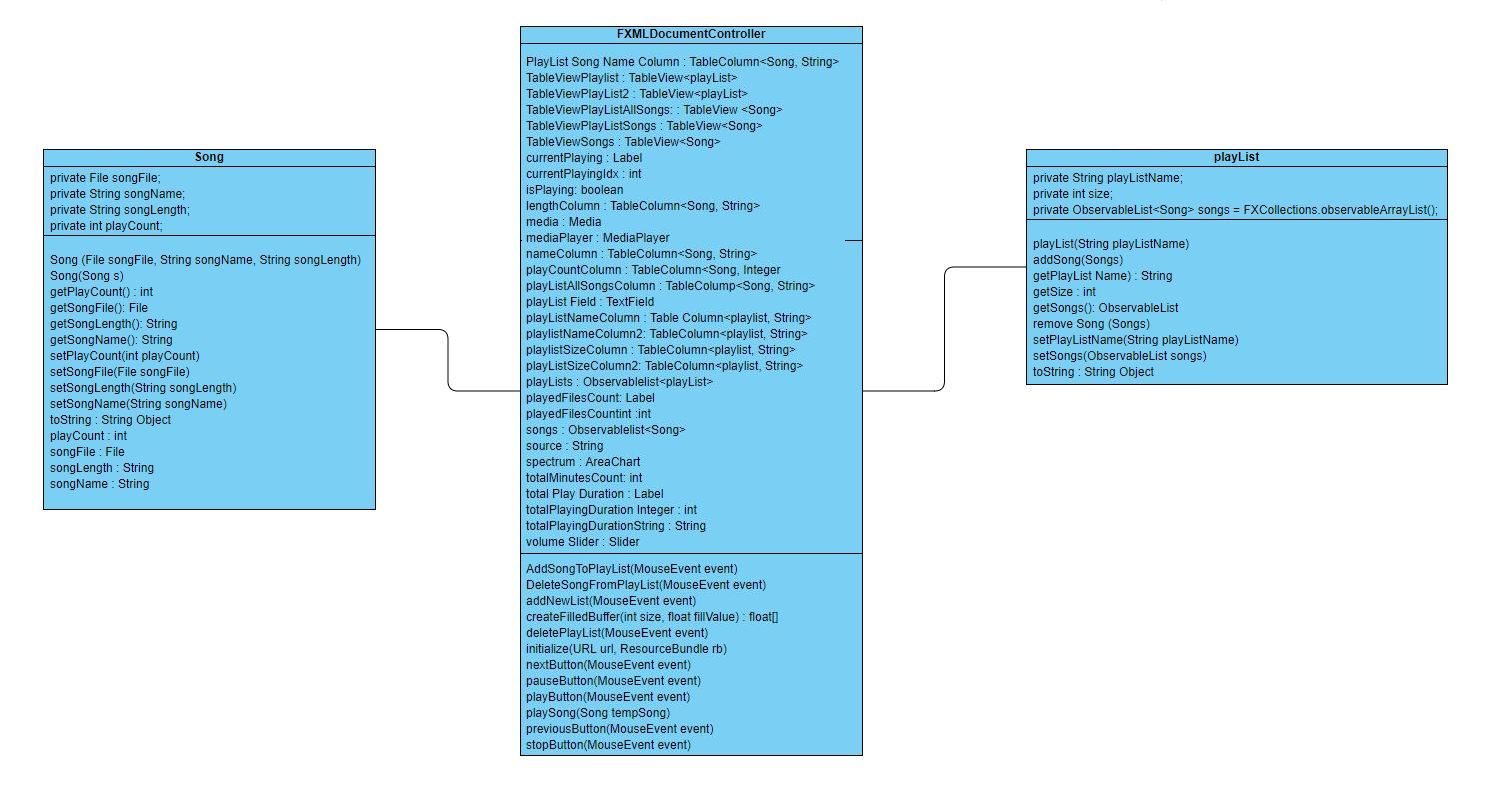 Song
private File songFile;
private String songName;
private String songLength;
private int playCount;
Song (File songFile, String songName, String songLength)
Song(Song s)
getPlayCount() : int
getSongFile(): File
getSongLength(): String
getSongName(): String
setPlayCount(int playCount)
setSongFile(File songFile)
setSongLength(String songLength)
setSongName(String songName)
toString : String Object
playCount : int
songFile : File
songLength : String
songName : String
FXMLDocumentController
PlayList Song Name Column : TableColumn<Song, String>
TableViewPlaylist : TableView<playList>
TableViewPlayList2 : TableView<playList>
TableViewPlayListAllSongs: : TableView <Song>
TableViewPlayListSongs : TableView<Song>
TableViewSongs : TableView<Song>
currentPlaying : Label
currentPlayingIdx : int
isPlaying: boolean
lengthColumn : TableColumn<Song, String>
media : Media
mediaPlayer : MediaPlayer
nameColumn : TableColumn<Song, String>
playCountColumn : TableColumn<Song, Integer
playListAllSongsColumn : TableColump<Song, String>
playList Field : TextField
playListNameColumn : Table Column<playlist, String>
playlistNameColumn2: TableColumn<playlist, String>
playlistSizeColumn : TableColumn<playlist, String>
playListSizeColumn2: TableColumn<playlist, String>
playLists : Observablelist<playList>
playedFilesCount: Label
playedFilesCountint :int
songs : Observablelist<Song>
source : String
spectrum : AreaChart
totalMinutesCount: int
total Play Duration : Label
totalPlayingDuration Integer : int
totalPlayingDurationString : String
volume Slider : Slider
AddSongToPlayList(MouseEvent event)
DeleteSongFromPlayList(MouseEvent event)
addNewList(MouseEvent event)
createFilledBuffer(int size, float fillValue) : float[]
deletePlayList(MouseEvent event)
initialize(URL url, ResourceBundle rb)
nextButton(MouseEvent event)
pauseButton(MouseEvent event)
playButton(MouseEvent event)
playSong(Song tempSong)
previousButton(MouseEvent event)
stopButton(MouseEvent event)
playList
private String playListName;
private int size;
private ObservableList<Song> songs = FXCollections.observableArrayList();
playList(String playListName)
addSong(Songs)
getPlayList Name) : String
getSize : int
getSongs(): ObservableList
remove Song (Songs)
setPlayListName(String playListName)
setSongs(ObservableList songs)
toString : String Object